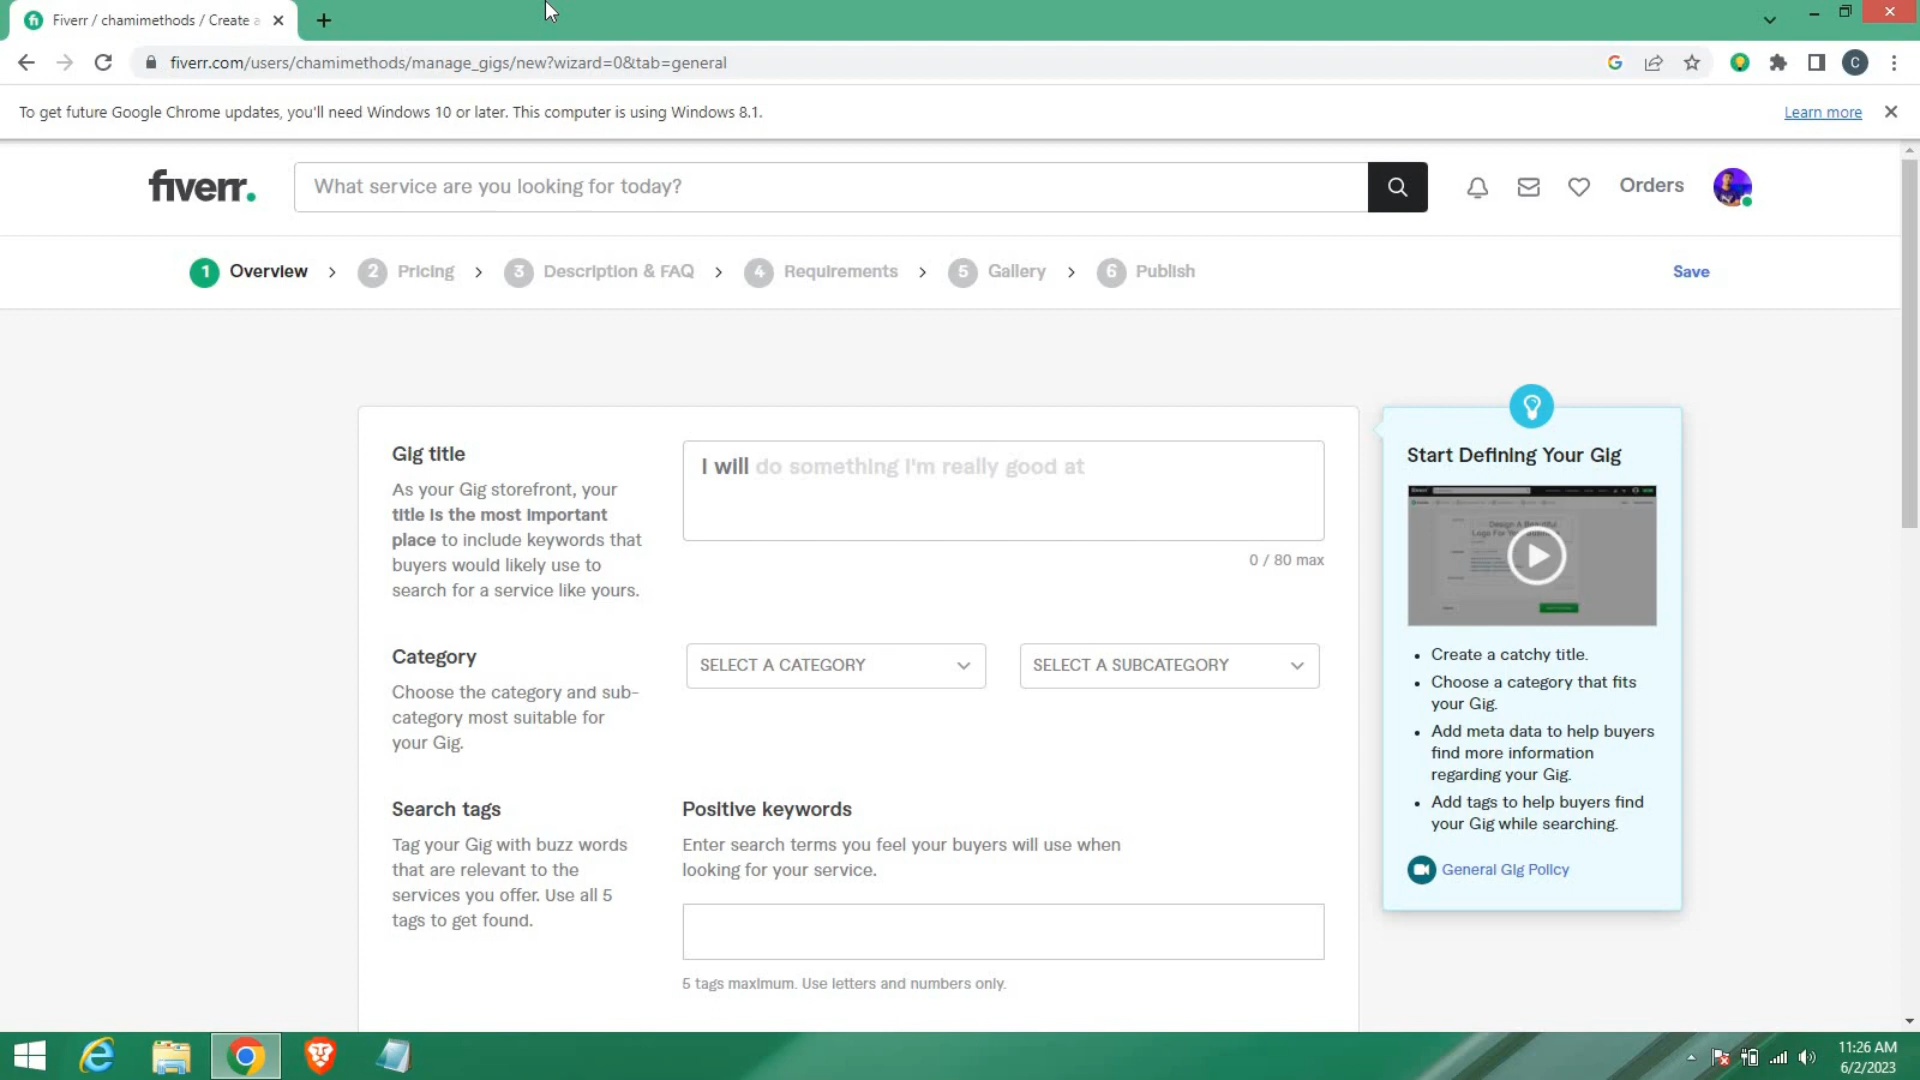 Fiverr / chamimethods / Create a
fiverr.com/users/chamimethods/manage_gigs/new?wizard=0&tab=general
C
To get future Google Chrome updates, you'll need Windows 10 or later. This computer is using Windows 8.1.
Learn more
fiverr.
What service are you looking for today?
Orders
1 Overview
2 Pricing
3 Description & FAQ
4 Requirements
5 Gallery
6 Publish
Save
Gig title
As your Gig storefront, your
title is the most important
place to include keywords that
buyers would likely use to
search for a service like yours.
I will do something I'm really good at
0 / 80 max
Category
Choose the category and sub-
category most suitable for
your Gig.
SELECT A CATEGORY
SELECT A SUBCATEGORY
Search tags
Tag your Gig with buzz words
that are relevant to the
services you offer. Use all 5
tags to get found.
Positive keywords
Enter search terms you feel your buyers will use when
looking for your service.
5 tags maximum. Use letters and numbers only.
Start Defining Your Gig
Create a catchy title.
Choose a category that fits
your Gig.
Add meta data to help buyers
find more information
regarding your Gig.
Add tags to help buyers find
your Gig while searching.
General Gig Policy
11:26 AM
6/2/2023